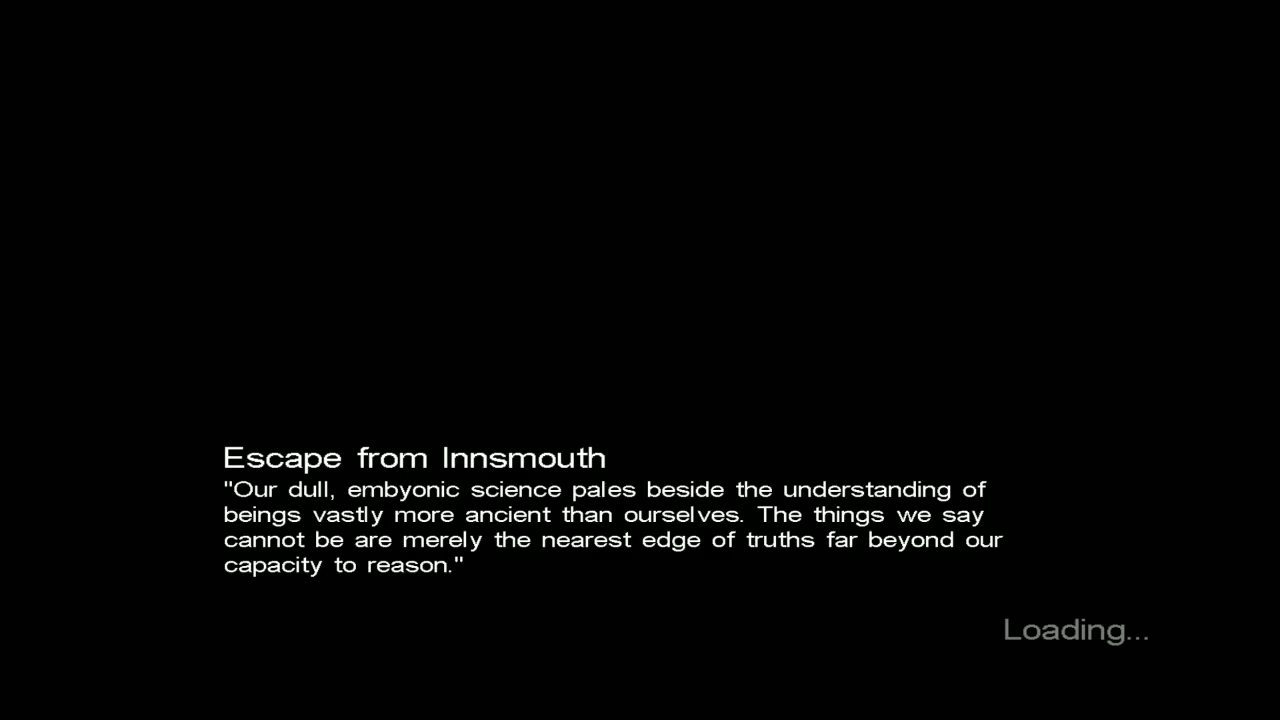 Escape from Innsmouth
"Our dull, embyonic science pales beside the understanding of
beings vastly more ancient than ourselves. The things we say
cannot be are merely the nearest edge of truths far beyond our
capacity to reason."
Loading...